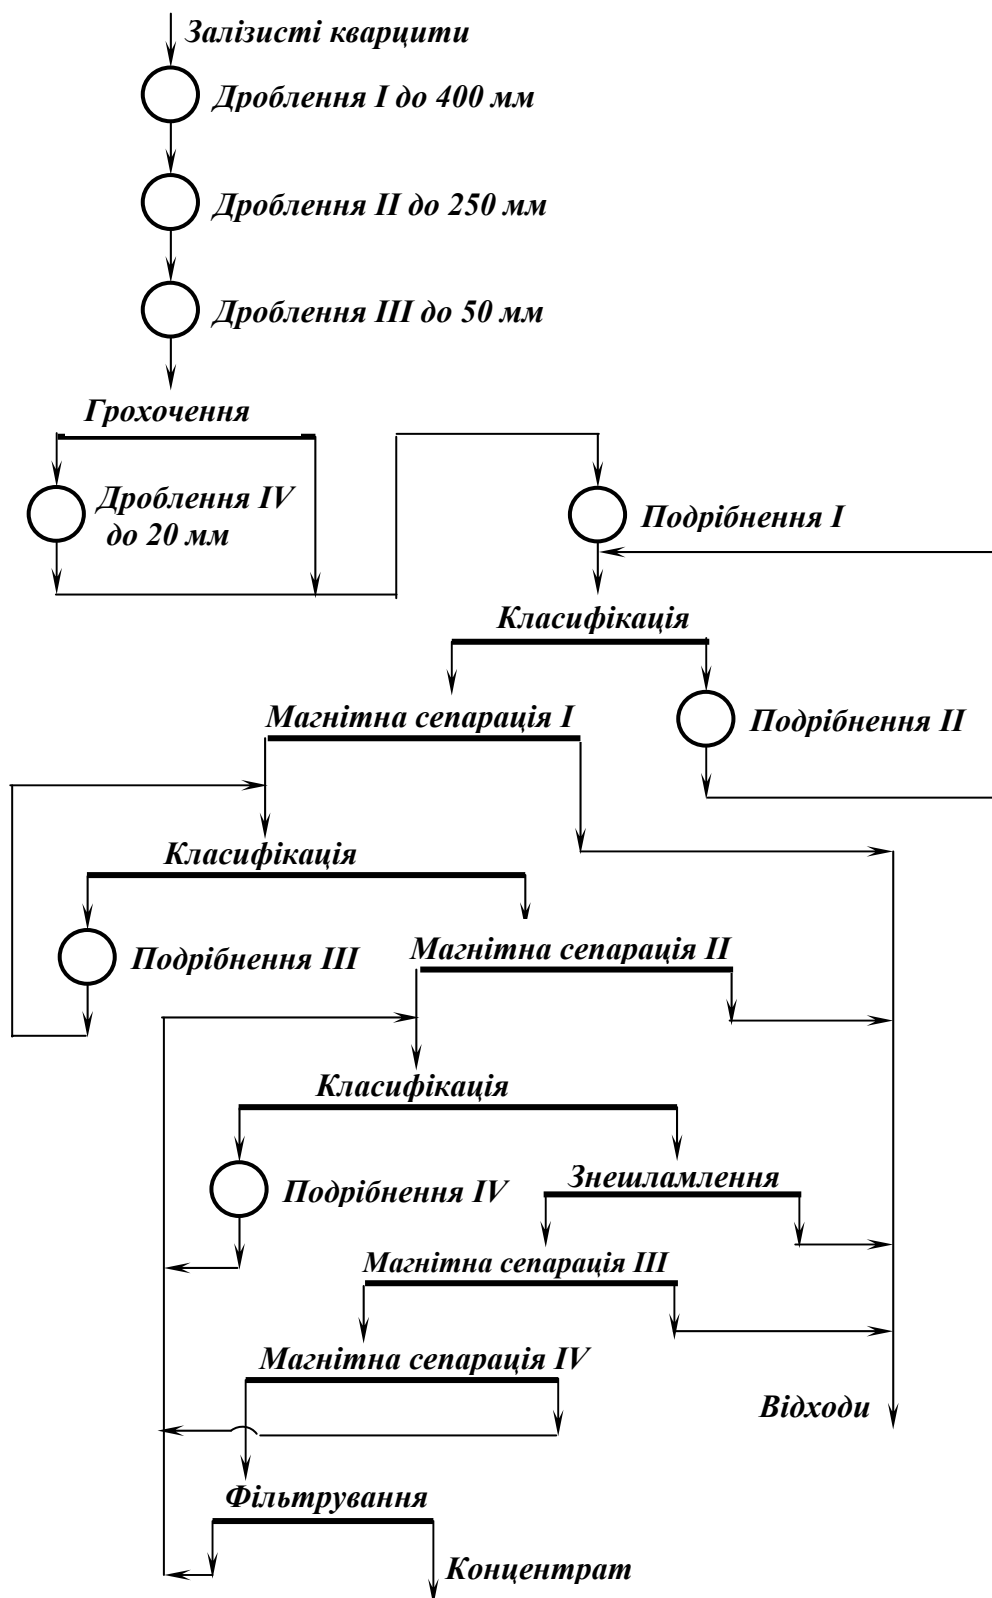 Залізисті кварцити
Дроблення I до 400 мм
Дроблення II до 250 мм
Дроблення III до 50 мм
Грохочення
Дроблення IV
до 20 мм
Подрібнення I
Класифікація
Магнітна сепарація I
Подрібнення II
Класифікація
Подрібнення III
Магнітна сепарація II
Класифікація
Подрібнення IV
Знешламлення
Магнітна сепарація III
Магнітна сепарація IV
Відходи
Фільтрування
Концентрат